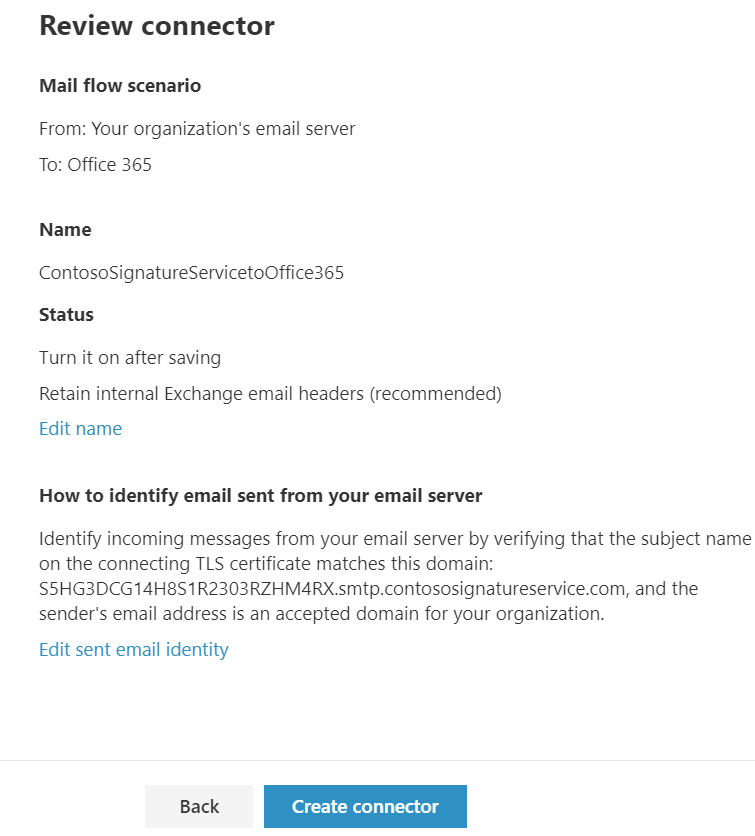 Review connector
Mail flow scenario
From: Your organization's email server
To: Office 365
Name
ContosoSignatureServicetoOffice365
Status
Turn it on after saving
Retain internal Exchange email headers (recommended)
Edit name
How to identify email sent from your email server
Identify incoming messages from your email server by verifying that the subject name
on the connecting TLS certificate matches this domain:
S5HG3DCG14H8S1R2303RZHM4RX.smtp.contososignatureservice.com, and the
sender's email address is an accepted domain for your organization.
Edit sent email identity
Back
Create connector